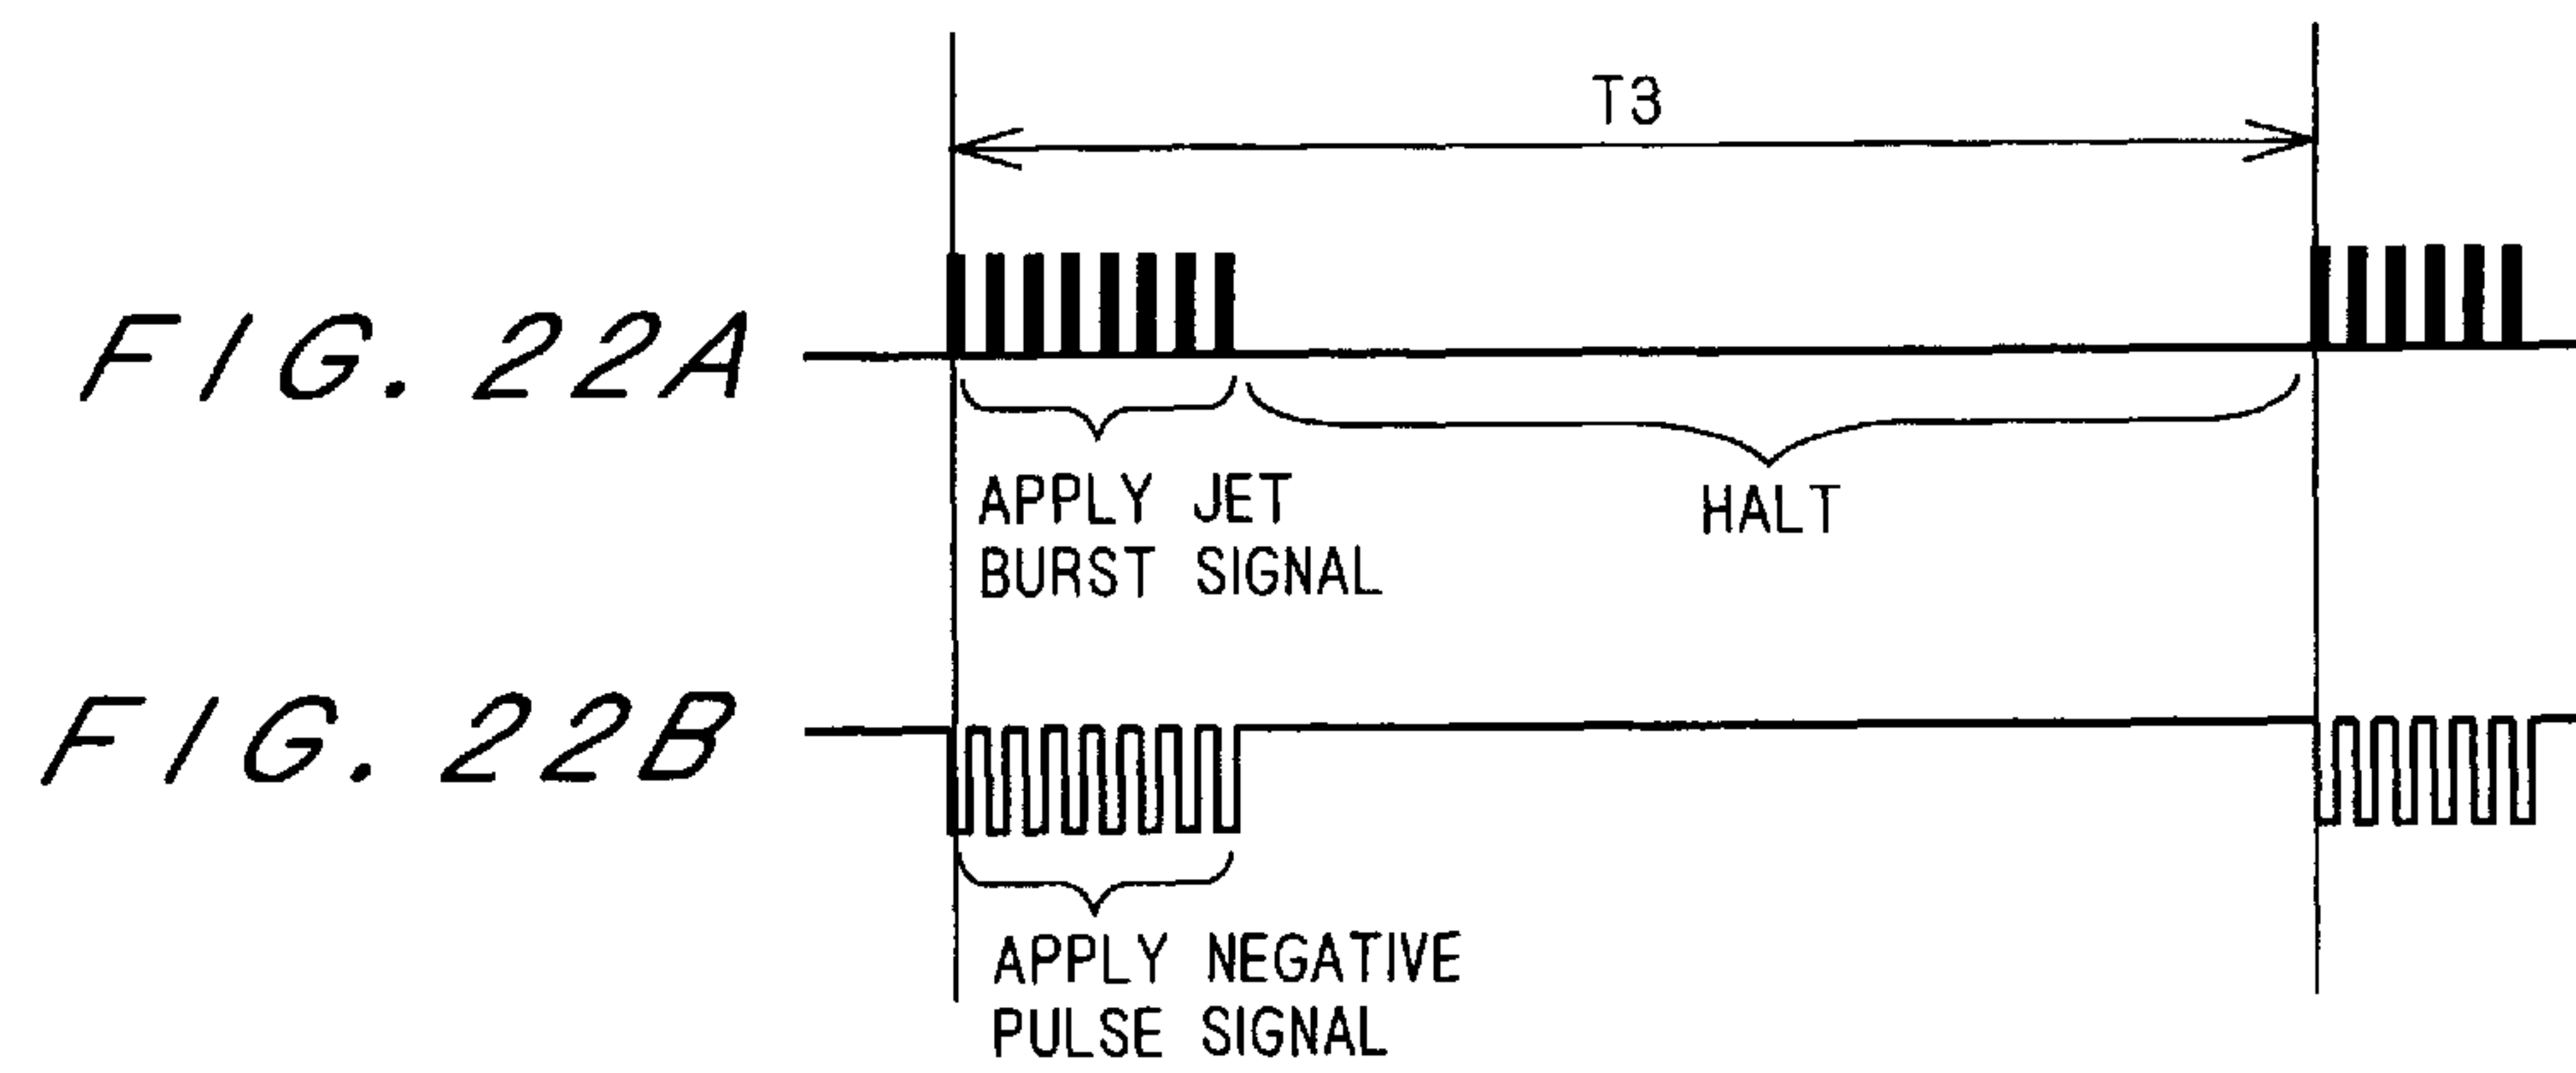 T3
FIG. 22A
APPLY JET
BURST SIGNAL
HALT
FIG. 22B
APPLY NEGATIVE
PULSE SIGNAL